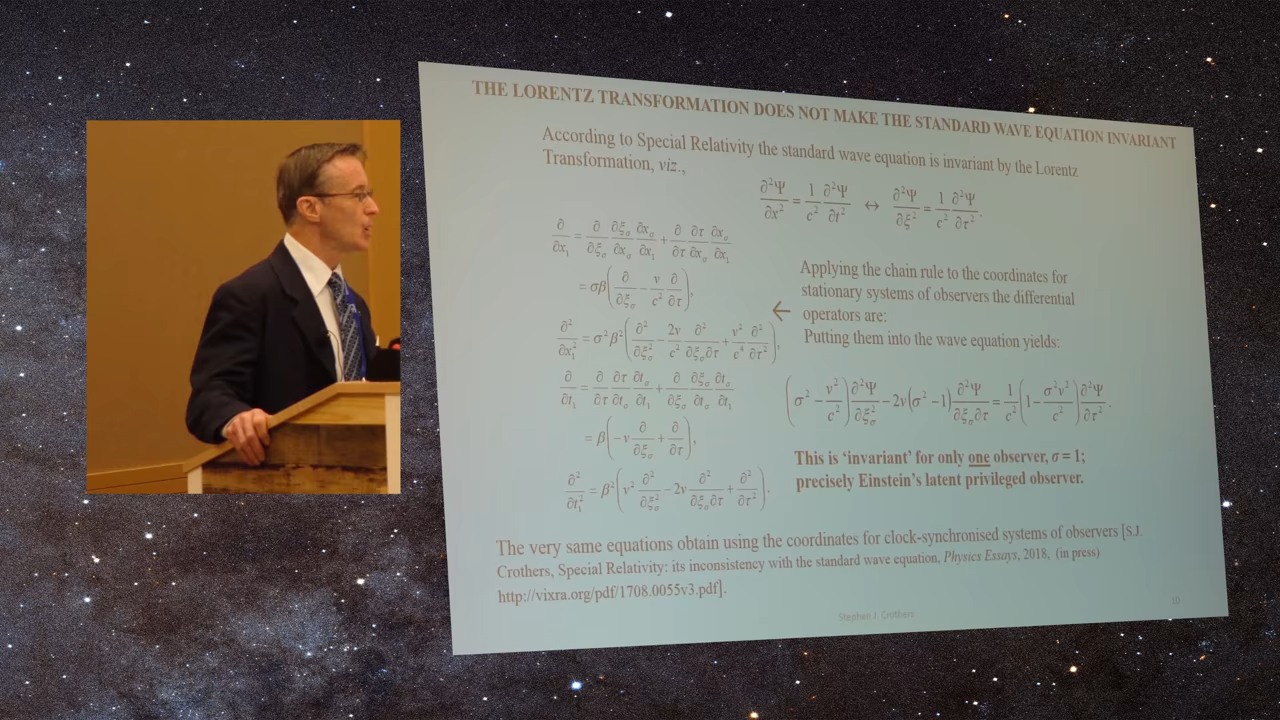 THE LORENTZ TRANSFORMATION DOES NOT MAKE THE STANDARD WAVE EQUATION INVARIANT
According to Special Relativity the standard wave equation is invariant by the Lorentz
Transformation, viz.,
∂²Ψ/∂x² = 1/c² ∂²Ψ/∂t² ↔ ∂²Ψ/∂ξ² = 1/c² ∂²Ψ/∂τ².
∂/∂x₁ = ∂/∂ξσ ∂ξσ/∂xσ ∂xσ/∂x₁ + ∂/∂τ ∂τ/∂xσ ∂xσ/∂x₁
= σβ(∂/∂ξσ − v/c² ∂/∂τ),
∂²/∂x₁² = σ²β²(∂²/∂ξσ² − 2v/c² ∂²/∂ξσ∂τ + v²/c⁴ ∂²/∂τ²),
∂/∂t₁ = ∂/∂τ ∂τ/∂tσ ∂tσ/∂t₁ + ∂/∂ξσ ∂ξσ/∂tσ ∂tσ/∂t₁
= β(−v ∂/∂ξσ + ∂/∂τ),
∂²/∂t₁² = β²(v² ∂²/∂ξσ² − 2v ∂²/∂ξσ∂τ + ∂²/∂τ²).
←
Applying the chain rule to the coordinates for
stationary systems of observers the differential
operators are:
Putting them into the wave equation yields:
(σ² − v²/c²) ∂²Ψ/∂ξσ² − 2v(σ² − 1) ∂²Ψ/∂ξσ∂τ = 1/c² (1 − σ²v²/c²) ∂²Ψ/∂τ².
This is ‘invariant’ for only one observer, σ = 1;
precisely Einstein’s latent privileged observer.
The very same equations obtain using the coordinates for clock-synchronised systems of observers [S.J.
Crothers, Special Relativity: its inconsistency with the standard wave equation, Physics Essays, 2018, (in press)
http://vixra.org/pdf/1708.0055v3.pdf].
Stephen J. Crothers